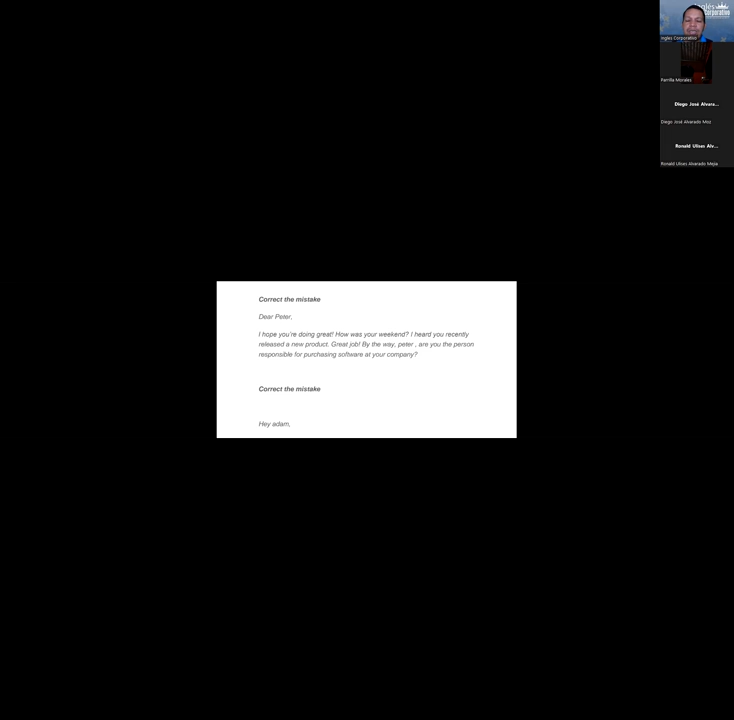 Inglés Corporativo
Parrilla Morales
Diego José Alvara...
Diego José Alvarado Moz
Ronald Ulises Alv...
Ronald Ulises Alvarado Mejia
Correct the mistake
Dear Peter,
I hope you're doing great! How was your weekend? I heard you recently
released a new product. Great job! By the way, peter , are you the person
responsible for purchasing software at your company?
Correct the mistake
Hey adam,